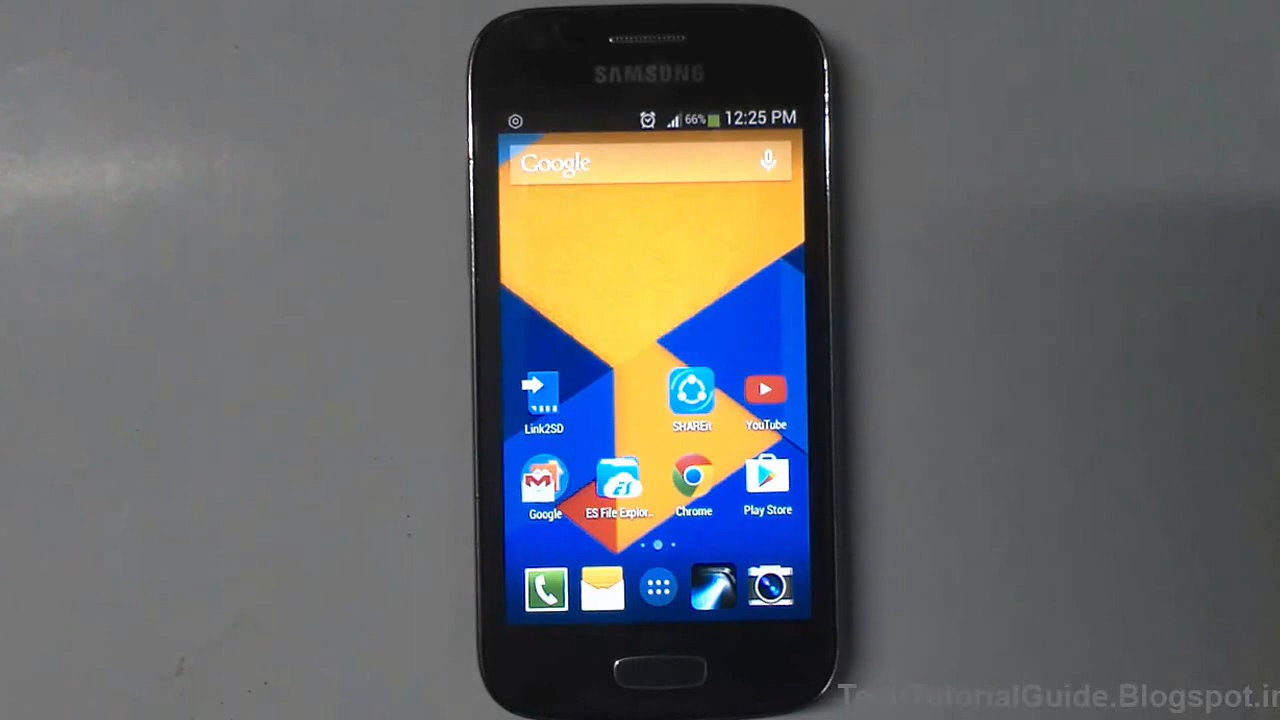 SAMSUNG
66% 12:25 PM
Google
Link2SD SHAREit YouTube
Google ES File Explor.. Chrome Play Store
TechTutorialGuide.Blogspot.in